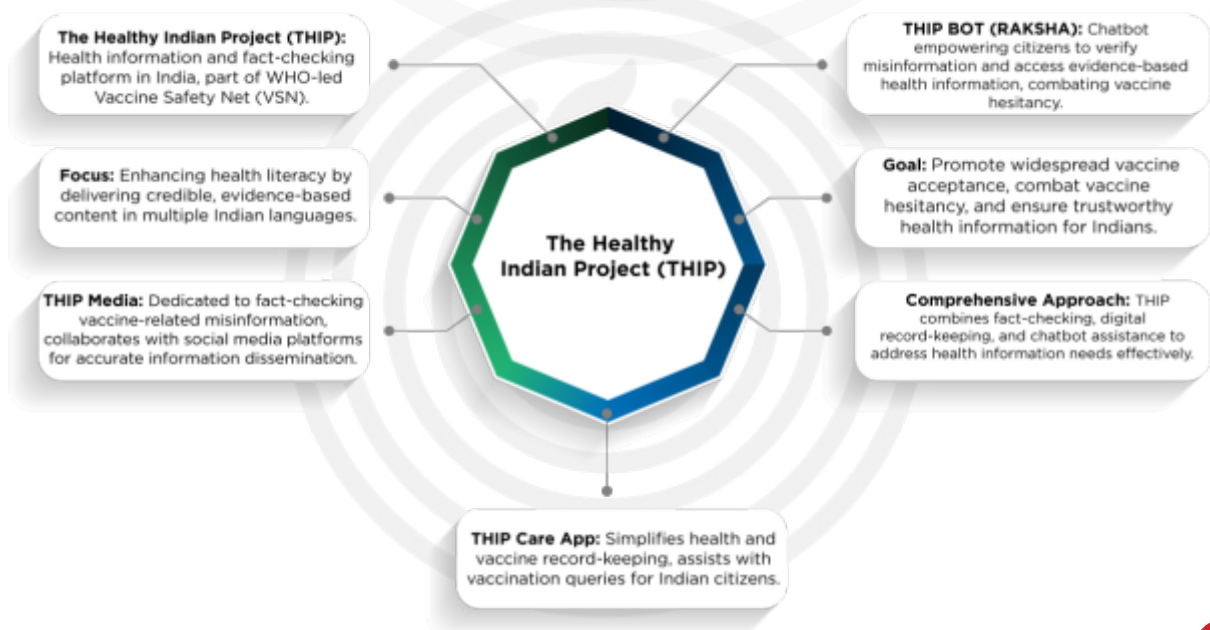 The Healthy Indian Project (THIP):
Health information and fact-checking
platform in India, part of WHO-led
Vaccine Safety Net (VSN).
Focus: Enhancing health literacy by
delivering credible, evidence-based
content in multiple Indian languages.
THIP Media: Dedicated to fact-checking
vaccine-related misinformation,
collaborates with social media platforms
for accurate information dissemination.
The Healthy
Indian Project (THIP)
THIP BOT (RAKSHA): Chatbot
empowering citizens to verify
misinformation and access evidence-based
health information, combating vaccine
hesitancy.
Goal: Promote widespread vaccine
acceptance, combat vaccine
hesitancy, and ensure trustworthy
health information for Indians.
Comprehensive Approach: THIP
combines fact-checking, digital
record-keeping, and chatbot assistance to
address health information needs effectively.
THIP Care App: Simplifies health and
vaccine record-keeping, assists with
vaccination queries for Indian citizens.